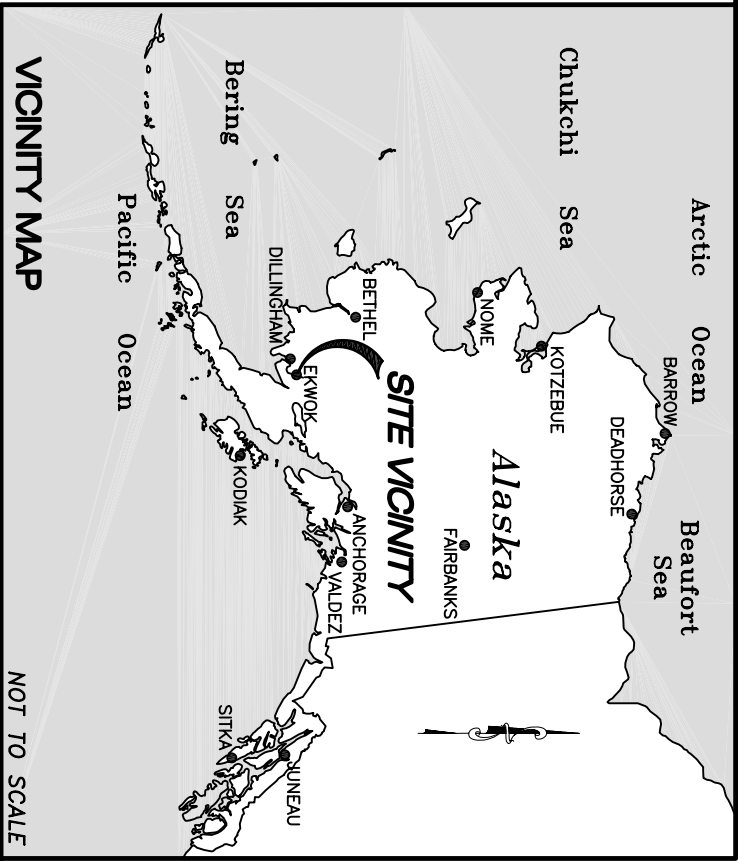 Arctic Ocean
Beaufort
Sea
BARROW
DEADHORSE
Chukchi Sea
KOTZEBUE
Alaska
NOME
FAIRBANKS
SITE VICINITY
BETHEL
EKWOK
DILLINGHAM
ANCHORAGE
VALDEZ
Bering Sea
KODIAK
JUNEAU
SITKA
Pacific Ocean
VICINITY MAP
NOT TO SCALE